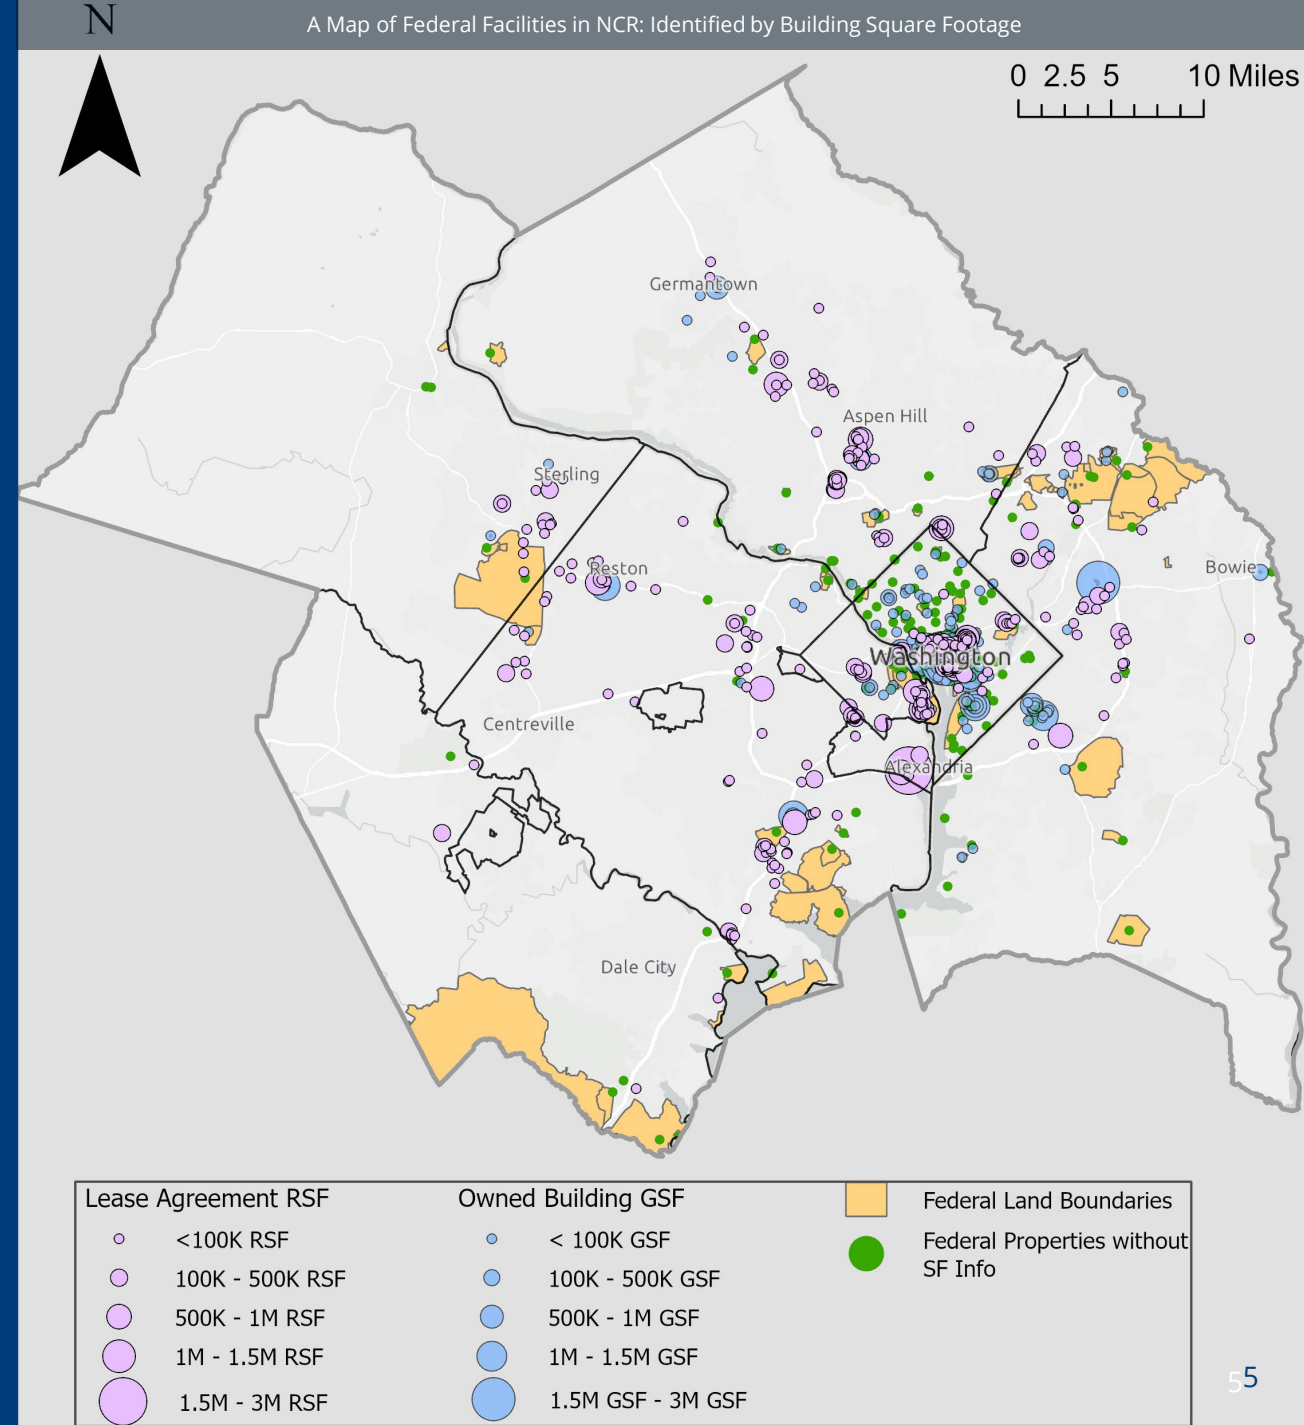 N
A Map of Federal Facilities in NCR: Identified by Building Square Footage
0 2.5 5 10 Miles
Germantown
Aspen Hill
Sterling
Reston
Bowie
Washington
Centreville
Alexandria
Dale City
Lease Agreement RSF
<100K RSF
100K - 500K RSF
500K - 1M RSF
1M - 1.5M RSF
1.5M - 3M RSF
Owned Building GSF
< 100K GSF
100K - 500K GSF
500K - 1M GSF
1M - 1.5M GSF
1.5M GSF - 3M GSF
Federal Land Boundaries
Federal Properties without
SF Info
55